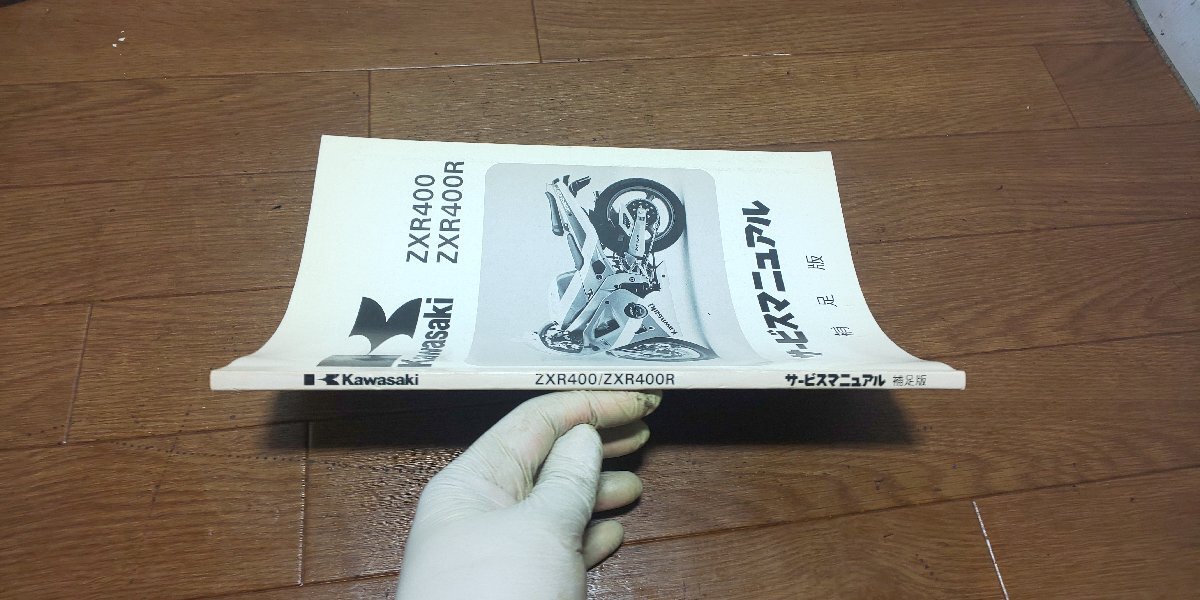 Kawasaki
ZXR400
ZXR400R
Kawasaki
サービスマニュアル
補足版
Kawasaki
ZXR400/ZXR400R
サービスマニュアル 補足版